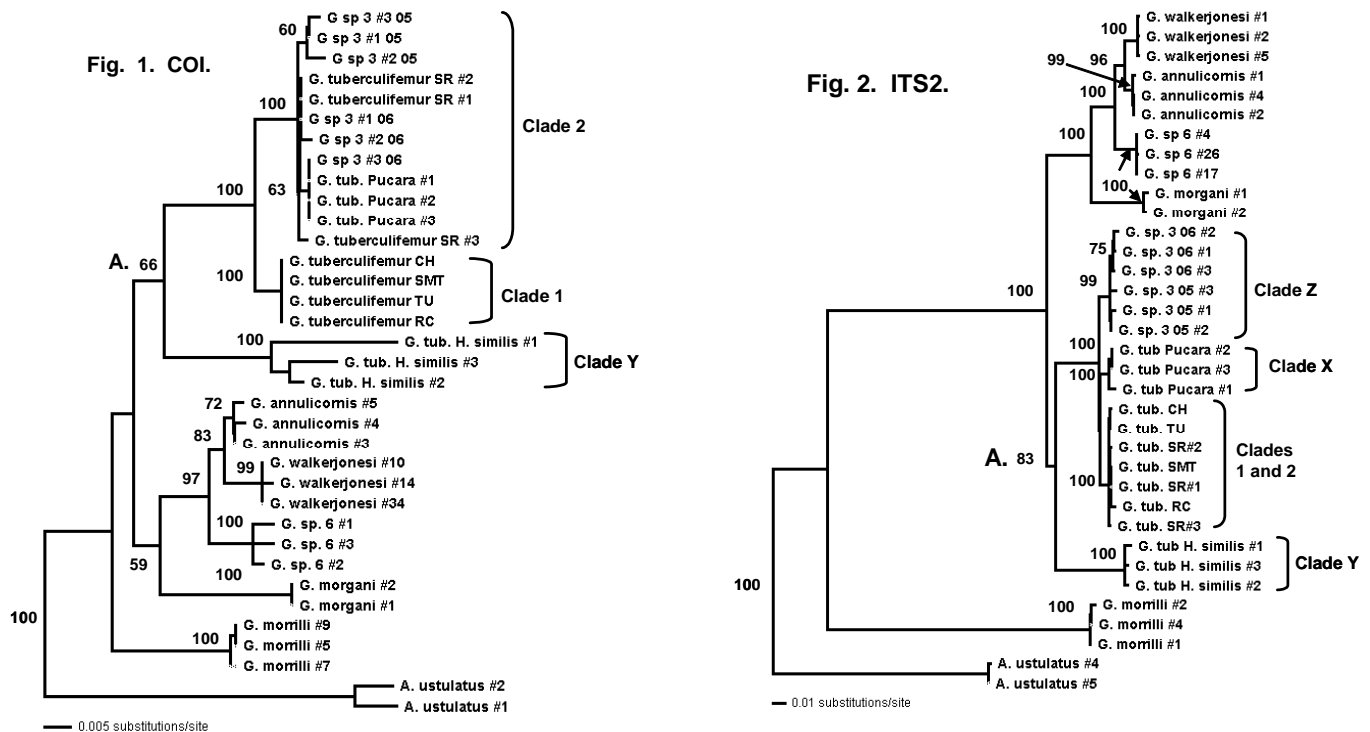 Fig. 1. COI.
60
G sp 3 #3 05
G sp 3 #1 05
G sp 3 #2 05
G. tuberculifemur SR #2
G. tuberculifemur SR #1
100
G sp 3 #1 06
G sp 3 #2 06
G sp 3 #3 06
G. tub. Pucara #1
100
63
G. tub. Pucara #2
G. tub. Pucara #3
G. tuberculifemur SR #3
Clade 2
A.
66
100
G. tuberculifemur CH
G. tuberculifemur SMT
G. tuberculifemur TU
G. tuberculifemur RC
Clade 1
100
G. tub. H. similis #1
G. tub. H. similis #3
G. tub. H. similis #2
Clade Y
72
G. annulicornis #5
G. annulicornis #4
G. annulicornis #3
83
G. walkerjonesi #10
99
G. walkerjonesi #14
G. walkerjonesi #34
97
100
G. sp. 6 #1
G. sp. 6 #3
G. sp. 6 #2
59
100
G. morgani #2
G. morgani #1
100
G. morrilli #9
100
G. morrilli #5
G. morrilli #7
A. ustulatus #2
A. ustulatus #1
0.005 substitutions/site
Fig. 2. ITS2.
G. walkerjonesi #1
100
G. walkerjonesi #2
G. walkerjonesi #5
99
96
G. annulicornis #1
G. annulicornis #4
G. annulicornis #2
100
100
G. sp 6 #4
G. sp 6 #26
G. sp 6 #17
100
G. morgani #1
G. morgani #2
G. sp. 3 06 #2
75
G. sp. 3 06 #1
G. sp. 3 06 #3
99
G. sp. 3 05 #3
G. sp. 3 05 #1
G. sp. 3 05 #2
Clade Z
100
100
G. tub Pucara #2
100
G. tub Pucara #3
G. tub Pucara #1
Clade X
G. tub. CH
G. tub. TU
G. tub. SR#2
A.
83
G. tub. SMT
100
G. tub. SR#1
G. tub. RC
G. tub. SR#3
Clades
1 and 2
100
G. tub H. similis #1
G. tub H. similis #3
G. tub H. similis #2
Clade Y
100
100
G. morrilli #2
G. morrilli #4
G. morrilli #1
A. ustulatus #4
A. ustulatus #5
0.01 substitutions/site